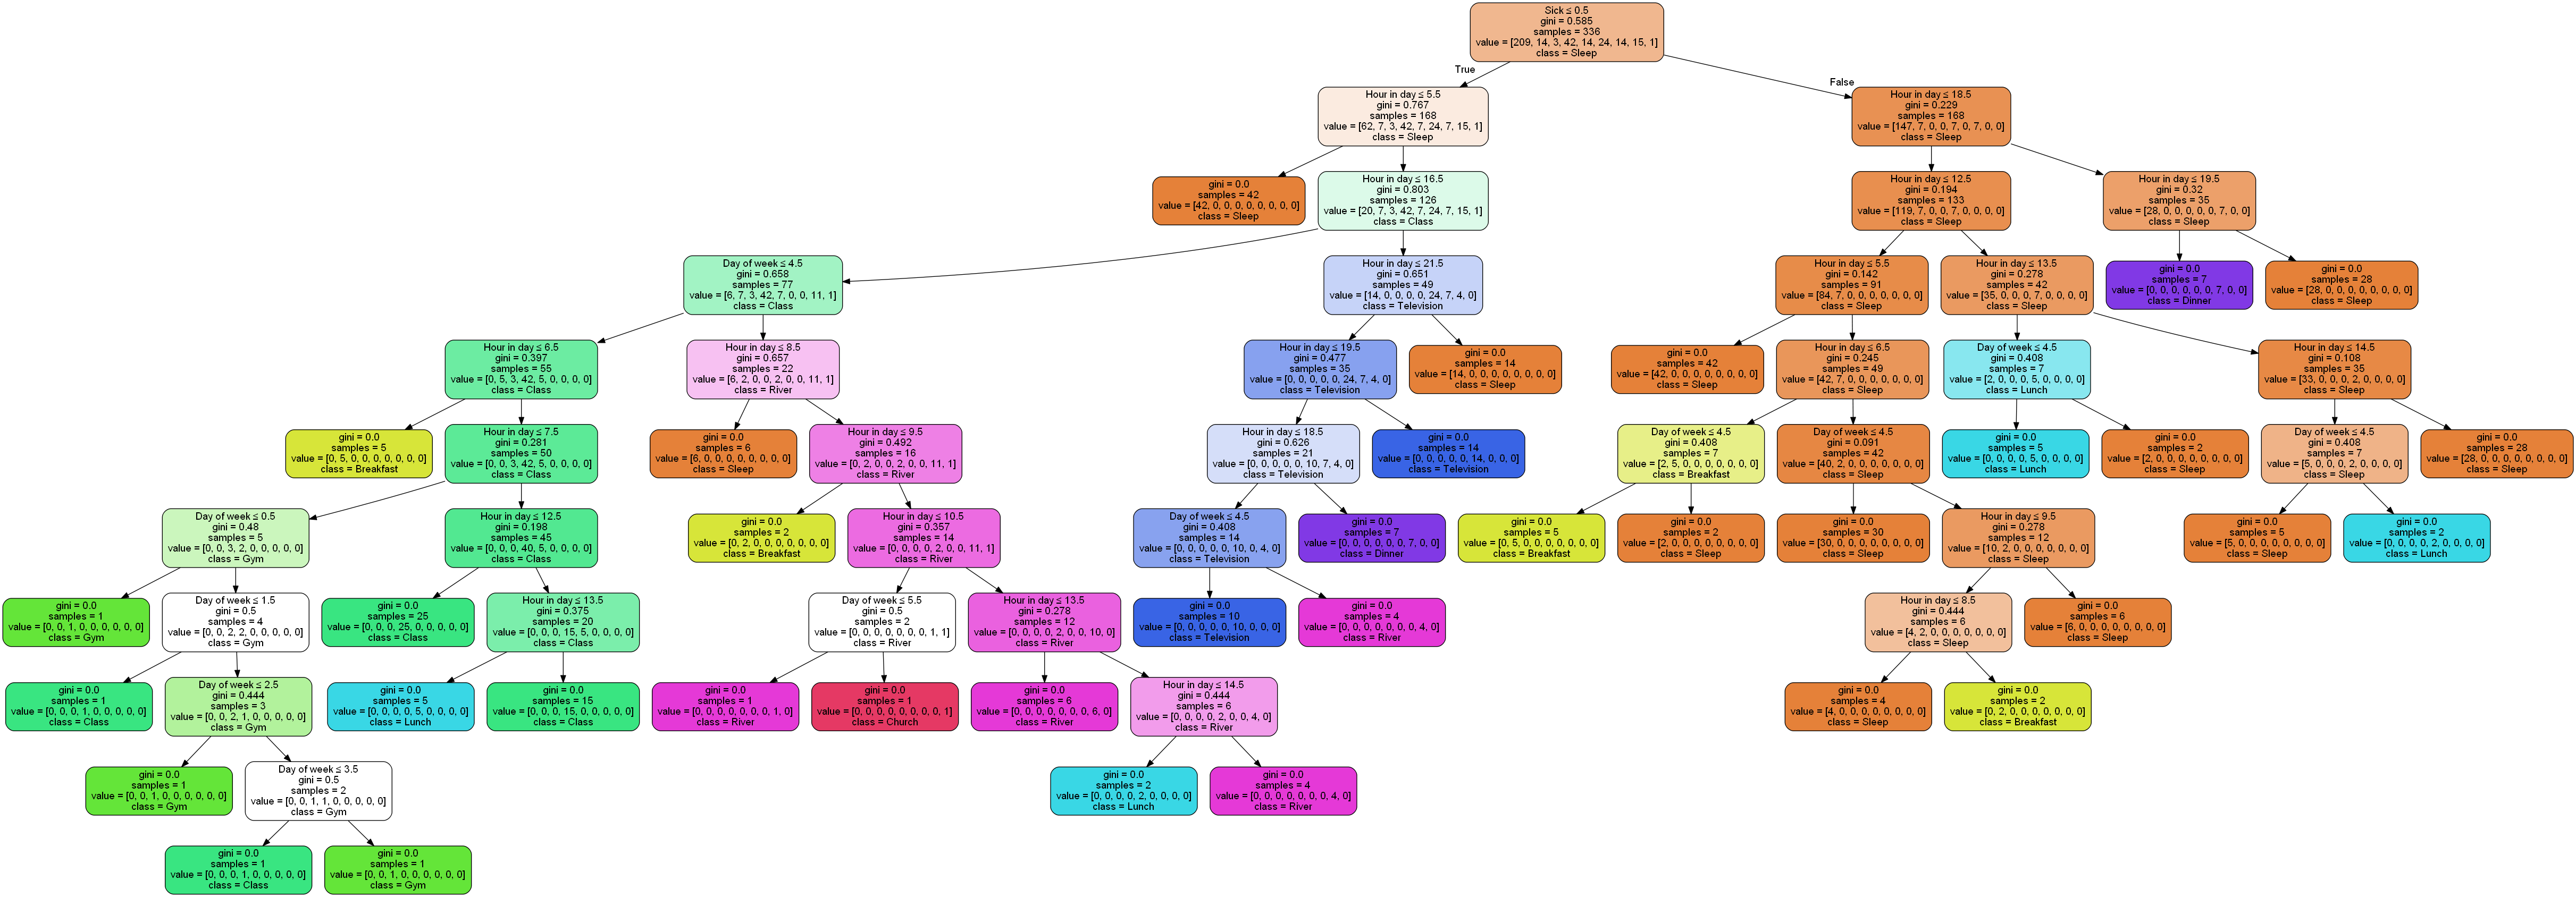 Sick ≤ 0.5
gini = 0.585
samples = 336
value = [209, 14, 3, 42, 14, 24, 14, 15, 1]
class = Sleep
True
False
Hour in day ≤ 5.5
gini = 0.767
samples = 168
value = [62, 7, 3, 42, 7, 24, 7, 15, 1]
class = Sleep
Hour in day ≤ 18.5
gini = 0.229
samples = 168
value = [147, 7, 0, 0, 7, 0, 7, 0, 0]
class = Sleep
gini = 0.0
samples = 42
value = [42, 0, 0, 0, 0, 0, 0, 0, 0]
class = Sleep
Hour in day ≤ 16.5
gini = 0.803
samples = 126
value = [20, 7, 3, 42, 7, 24, 7, 15, 1]
class = Class
Hour in day ≤ 12.5
gini = 0.194
samples = 133
value = [119, 7, 0, 0, 7, 0, 0, 0, 0]
class = Sleep
Hour in day ≤ 19.5
gini = 0.32
samples = 35
value = [28, 0, 0, 0, 0, 0, 7, 0, 0]
class = Sleep
Day of week ≤ 4.5
gini = 0.658
samples = 77
value = [6, 7, 3, 42, 7, 0, 0, 11, 1]
class = Class
Hour in day ≤ 21.5
gini = 0.651
samples = 49
value = [14, 0, 0, 0, 0, 24, 7, 4, 0]
class = Television
Hour in day ≤ 5.5
gini = 0.142
samples = 91
value = [84, 7, 0, 0, 0, 0, 0, 0, 0]
class = Sleep
Hour in day ≤ 13.5
gini = 0.278
samples = 42
value = [35, 0, 0, 0, 7, 0, 0, 0, 0]
class = Sleep
gini = 0.0
samples = 7
value = [0, 0, 0, 0, 0, 0, 7, 0, 0]
class = Dinner
gini = 0.0
samples = 28
value = [28, 0, 0, 0, 0, 0, 0, 0, 0]
class = Sleep
Hour in day ≤ 6.5
gini = 0.397
samples = 55
value = [0, 5, 3, 42, 5, 0, 0, 0, 0]
class = Class
Hour in day ≤ 8.5
gini = 0.657
samples = 22
value = [6, 2, 0, 0, 2, 0, 0, 11, 1]
class = River
Hour in day ≤ 19.5
gini = 0.477
samples = 35
value = [0, 0, 0, 0, 0, 24, 7, 4, 0]
class = Television
gini = 0.0
samples = 14
value = [14, 0, 0, 0, 0, 0, 0, 0, 0]
class = Sleep
gini = 0.0
samples = 42
value = [42, 0, 0, 0, 0, 0, 0, 0, 0]
class = Sleep
Hour in day ≤ 6.5
gini = 0.245
samples = 49
value = [42, 7, 0, 0, 0, 0, 0, 0, 0]
class = Sleep
Day of week ≤ 4.5
gini = 0.408
samples = 7
value = [2, 0, 0, 0, 5, 0, 0, 0, 0]
class = Lunch
Hour in day ≤ 14.5
gini = 0.108
samples = 35
value = [33, 0, 0, 0, 2, 0, 0, 0, 0]
class = Sleep
gini = 0.0
samples = 5
value = [0, 5, 0, 0, 0, 0, 0, 0, 0]
class = Breakfast
Hour in day ≤ 7.5
gini = 0.281
samples = 50
value = [0, 0, 3, 42, 5, 0, 0, 0, 0]
class = Class
gini = 0.0
samples = 6
value = [6, 0, 0, 0, 0, 0, 0, 0, 0]
class = Sleep
Hour in day ≤ 9.5
gini = 0.492
samples = 16
value = [0, 2, 0, 0, 2, 0, 0, 11, 1]
class = River
Hour in day ≤ 18.5
gini = 0.626
samples = 21
value = [0, 0, 0, 0, 0, 10, 7, 4, 0]
class = Television
gini = 0.0
samples = 14
value = [0, 0, 0, 0, 0, 14, 0, 0, 0]
class = Television
Day of week ≤ 4.5
gini = 0.408
samples = 7
value = [2, 5, 0, 0, 0, 0, 0, 0, 0]
class = Breakfast
Day of week ≤ 4.5
gini = 0.091
samples = 42
value = [40, 2, 0, 0, 0, 0, 0, 0, 0]
class = Sleep
gini = 0.0
samples = 5
value = [0, 0, 0, 0, 5, 0, 0, 0, 0]
class = Lunch
gini = 0.0
samples = 2
value = [2, 0, 0, 0, 0, 0, 0, 0, 0]
class = Sleep
Day of week ≤ 4.5
gini = 0.408
samples = 7
value = [5, 0, 0, 0, 2, 0, 0, 0, 0]
class = Sleep
gini = 0.0
samples = 28
value = [28, 0, 0, 0, 0, 0, 0, 0, 0]
class = Sleep
Day of week ≤ 0.5
gini = 0.48
samples = 5
value = [0, 0, 3, 2, 0, 0, 0, 0, 0]
class = Gym
Hour in day ≤ 12.5
gini = 0.198
samples = 45
value = [0, 0, 0, 40, 5, 0, 0, 0, 0]
class = Class
gini = 0.0
samples = 2
value = [0, 2, 0, 0, 0, 0, 0, 0, 0]
class = Breakfast
Hour in day ≤ 10.5
gini = 0.357
samples = 14
value = [0, 0, 0, 0, 2, 0, 0, 11, 1]
class = River
Day of week ≤ 4.5
gini = 0.408
samples = 14
value = [0, 0, 0, 0, 0, 10, 0, 4, 0]
class = Television
gini = 0.0
samples = 7
value = [0, 0, 0, 0, 0, 0, 7, 0, 0]
class = Dinner
gini = 0.0
samples = 5
value = [0, 5, 0, 0, 0, 0, 0, 0, 0]
class = Breakfast
gini = 0.0
samples = 2
value = [2, 0, 0, 0, 0, 0, 0, 0, 0]
class = Sleep
gini = 0.0
samples = 30
value = [30, 0, 0, 0, 0, 0, 0, 0, 0]
class = Sleep
Hour in day ≤ 9.5
gini = 0.278
samples = 12
value = [10, 2, 0, 0, 0, 0, 0, 0, 0]
class = Sleep
gini = 0.0
samples = 5
value = [5, 0, 0, 0, 0, 0, 0, 0, 0]
class = Sleep
gini = 0.0
samples = 2
value = [0, 0, 0, 0, 2, 0, 0, 0, 0]
class = Lunch
gini = 0.0
samples = 1
value = [0, 0, 1, 0, 0, 0, 0, 0, 0]
class = Gym
Day of week ≤ 1.5
gini = 0.5
samples = 4
value = [0, 0, 2, 2, 0, 0, 0, 0, 0]
class = Gym
gini = 0.0
samples = 25
value = [0, 0, 0, 25, 0, 0, 0, 0, 0]
class = Class
Hour in day ≤ 13.5
gini = 0.375
samples = 20
value = [0, 0, 0, 15, 5, 0, 0, 0, 0]
class = Class
Day of week ≤ 5.5
gini = 0.5
samples = 2
value = [0, 0, 0, 0, 0, 0, 0, 1, 1]
class = River
Hour in day ≤ 13.5
gini = 0.278
samples = 12
value = [0, 0, 0, 0, 2, 0, 0, 10, 0]
class = River
gini = 0.0
samples = 10
value = [0, 0, 0, 0, 0, 10, 0, 0, 0]
class = Television
gini = 0.0
samples = 4
value = [0, 0, 0, 0, 0, 0, 0, 4, 0]
class = River
Hour in day ≤ 8.5
gini = 0.444
samples = 6
value = [4, 2, 0, 0, 0, 0, 0, 0, 0]
class = Sleep
gini = 0.0
samples = 6
value = [6, 0, 0, 0, 0, 0, 0, 0, 0]
class = Sleep
gini = 0.0
samples = 1
value = [0, 0, 0, 1, 0, 0, 0, 0, 0]
class = Class
Day of week ≤ 2.5
gini = 0.444
samples = 3
value = [0, 0, 2, 1, 0, 0, 0, 0, 0]
class = Gym
gini = 0.0
samples = 5
value = [0, 0, 0, 0, 5, 0, 0, 0, 0]
class = Lunch
gini = 0.0
samples = 15
value = [0, 0, 0, 15, 0, 0, 0, 0, 0]
class = Class
gini = 0.0
samples = 1
value = [0, 0, 0, 0, 0, 0, 0, 1, 0]
class = River
gini = 0.0
samples = 1
value = [0, 0, 0, 0, 0, 0, 0, 0, 1]
class = Church
gini = 0.0
samples = 6
value = [0, 0, 0, 0, 0, 0, 0, 6, 0]
class = River
Hour in day ≤ 14.5
gini = 0.444
samples = 6
value = [0, 0, 0, 0, 2, 0, 0, 4, 0]
class = River
gini = 0.0
samples = 4
value = [4, 0, 0, 0, 0, 0, 0, 0, 0]
class = Sleep
gini = 0.0
samples = 2
value = [0, 2, 0, 0, 0, 0, 0, 0, 0]
class = Breakfast
gini = 0.0
samples = 1
value = [0, 0, 1, 0, 0, 0, 0, 0, 0]
class = Gym
Day of week ≤ 3.5
gini = 0.5
samples = 2
value = [0, 0, 1, 1, 0, 0, 0, 0, 0]
class = Gym
gini = 0.0
samples = 2
value = [0, 0, 0, 0, 2, 0, 0, 0, 0]
class = Lunch
gini = 0.0
samples = 4
value = [0, 0, 0, 0, 0, 0, 0, 4, 0]
class = River
gini = 0.0
samples = 1
value = [0, 0, 0, 1, 0, 0, 0, 0, 0]
class = Class
gini = 0.0
samples = 1
value = [0, 0, 1, 0, 0, 0, 0, 0, 0]
class = Gym